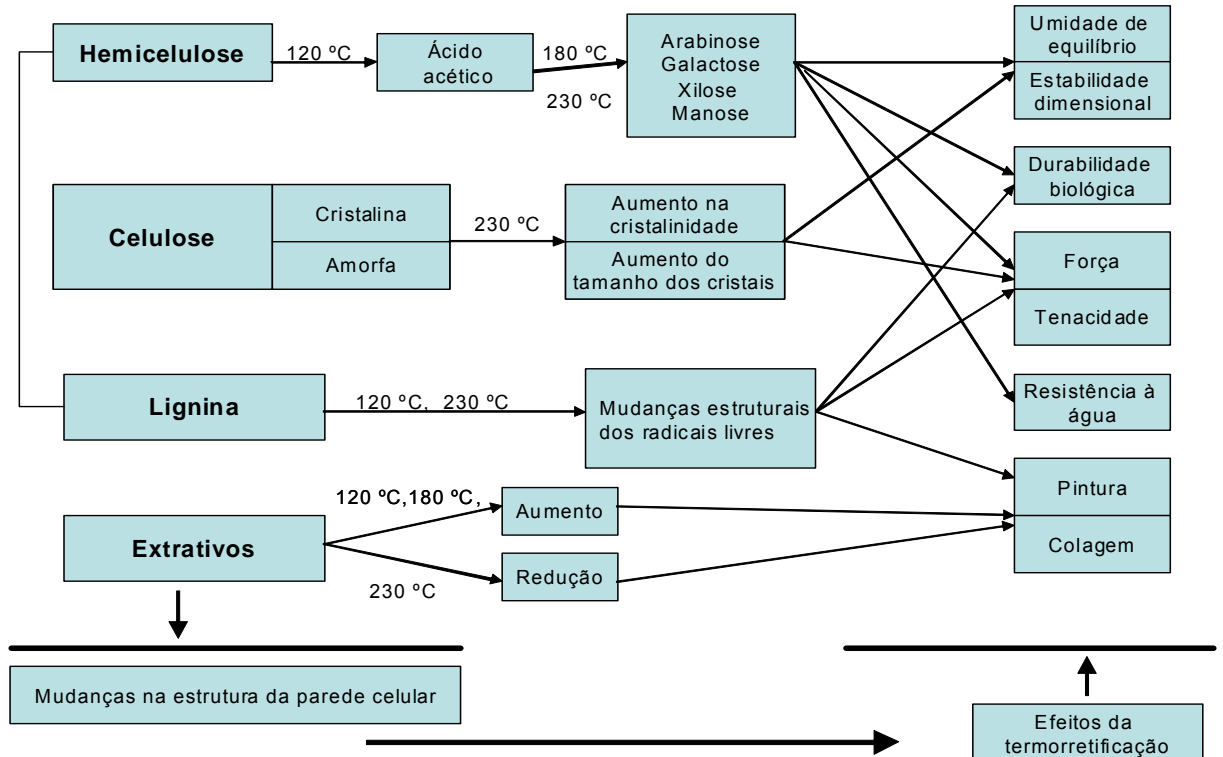 Hemicelulose
120 ºC
Ácido
acético
180 ºC
230 ºC
Arabinose
Galactose
Xilose
Manose
Umidade de
equilíbrio
Estabilidade
dimensional
Durabilidade
biológica
Celulose
Cristalina
Amorfa
230 ºC
Aumento na
cristalinidade
Aumento do
tamanho dos cristais
Força
Tenacidade
Lignina
120 ºC, 230 ºC
Mudanças estruturais
dos radicais livres
Resistência à
água
Extrativos
120 ºC,180 ºC,
Aumento
230 ºC
Redução
Pintura
Colagem
Mudanças na estrutura da parede celular
Efeitos da
termorretificação